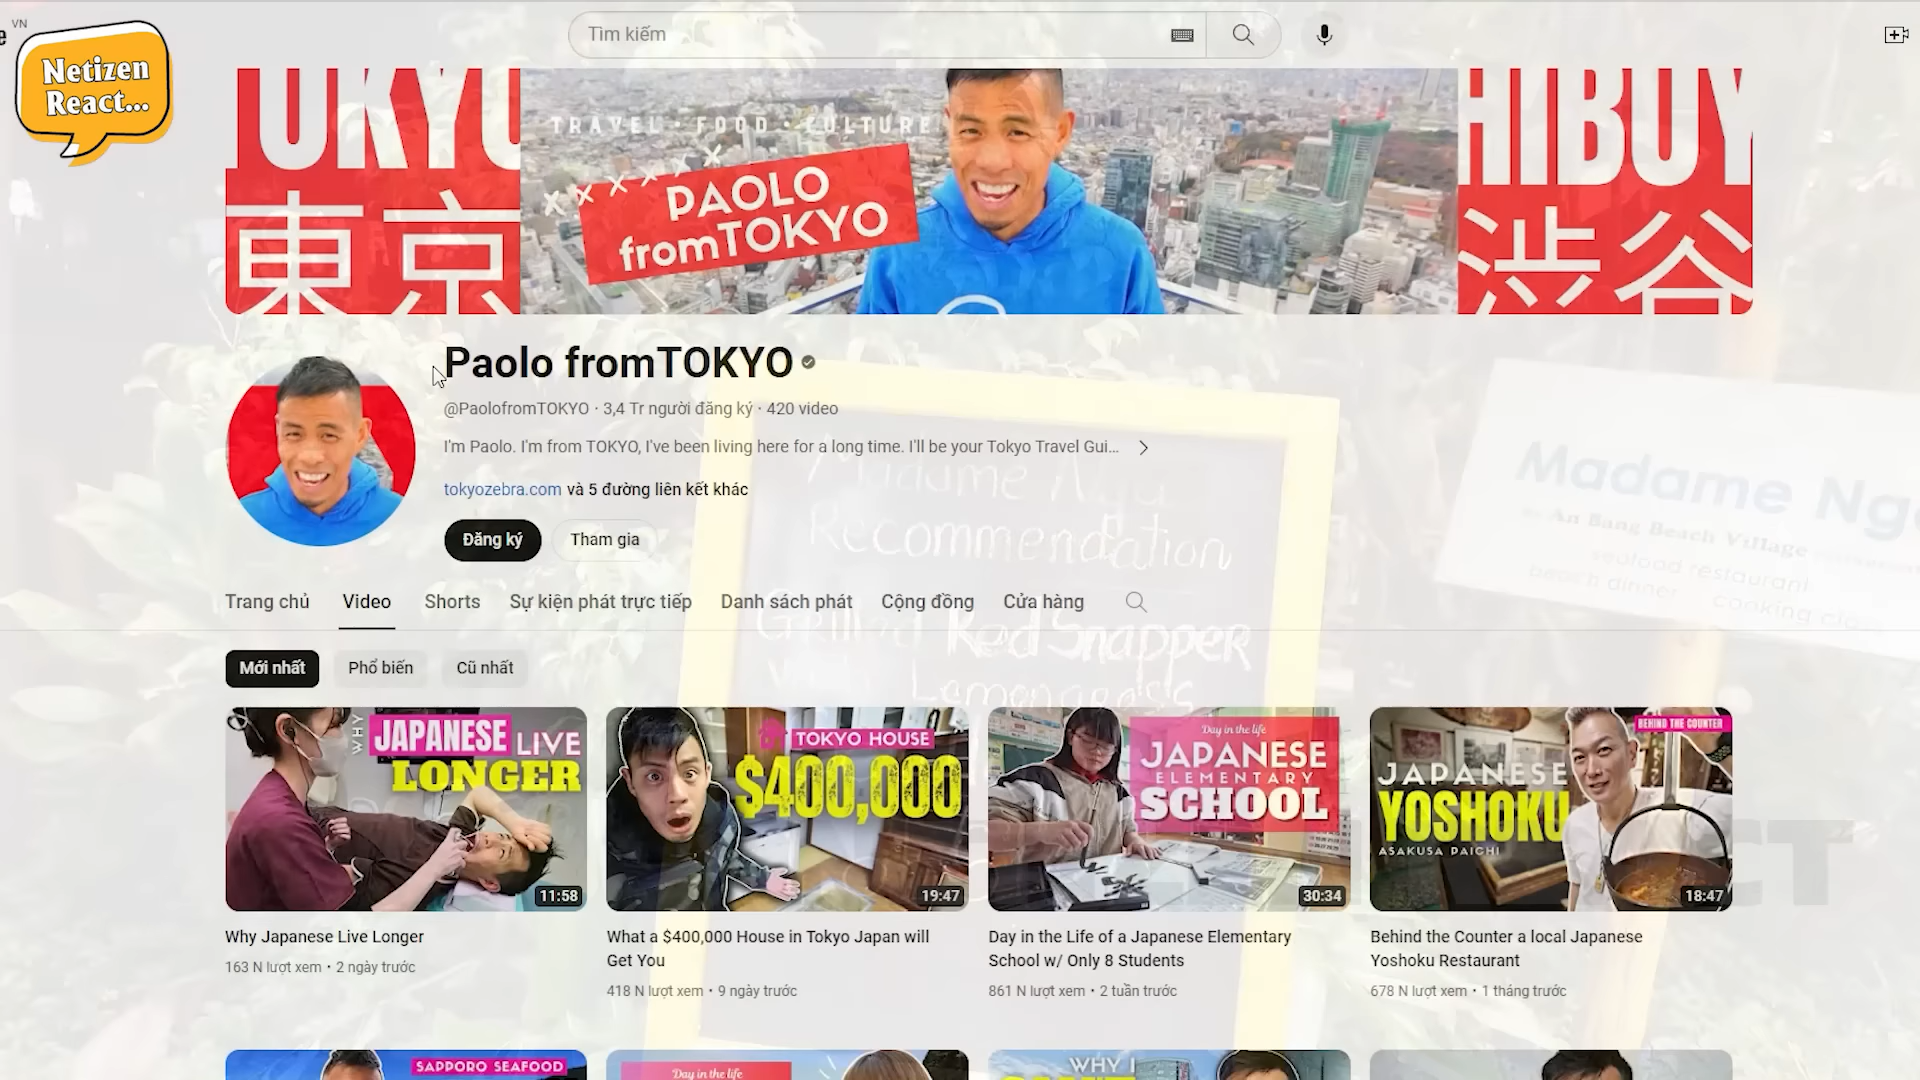 VN
Netizen
React...
Tìm kiếm
TRAVEL · FOOD · CULTURE
PAOLO
fromTOKYO
東京
渋谷
Paolo fromTOKYO
@PaolofromTOKYO · 3,4 Tr người đăng ký · 420 video
I'm Paolo. I'm from TOKYO, I've been living here for a long time. I'll be your Tokyo Travel Gui...
tokyozebra.com và 5 đường liên kết khác
Đăng ký
Tham gia
Recommendation
Madame
An Bang Beach Village
seafood restaurant
beach dinner
cooking
Trang chủ
Video
Shorts
Sự kiện phát trực tiếp
Danh sách phát
Cộng đồng
Cửa hàng
Red Snapper
Mới nhất
Phổ biến
Cũ nhất
WHY
JAPANESE LIVE
LONGER
11:58
TOKYO HOUSE
$400,000
19:47
Day in the life
JAPANESE
ELEMENTARY
SCHOOL
30:34
BEHIND THE COUNTER
JAPANESE
YOSHOKU
ASAKUSA PAICHI
18:47
Why Japanese Live Longer
163 N lượt xem · 2 ngày trước
What a $400,000 House in Tokyo Japan will
Get You
418 N lượt xem · 9 ngày trước
Day in the Life of a Japanese Elementary
School w/ Only 8 Students
861 N lượt xem · 2 tuần trước
Behind the Counter a local Japanese
Yoshoku Restaurant
678 N lượt xem · 1 tháng trước
SAPPORO SEAFOOD
Day in the life
WHY I